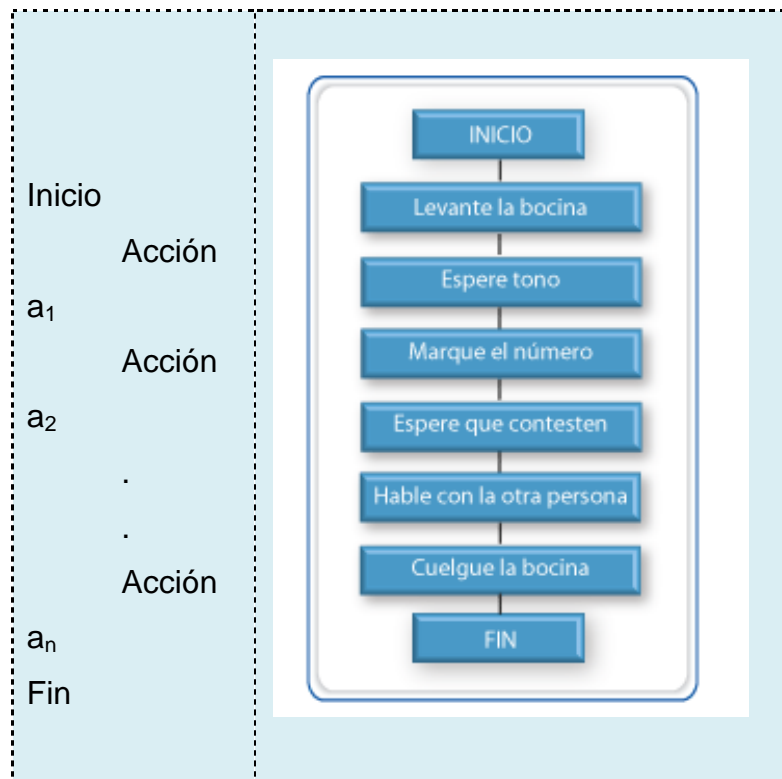 Inicio
Acción
a₁
Acción
a₂
.
.
Acción
aₙ
Fin
INICIO
Levante la bocina
Espere tono
Marque el número
Espere que contesten
Hable con la otra persona
Cuelgue la bocina
FIN